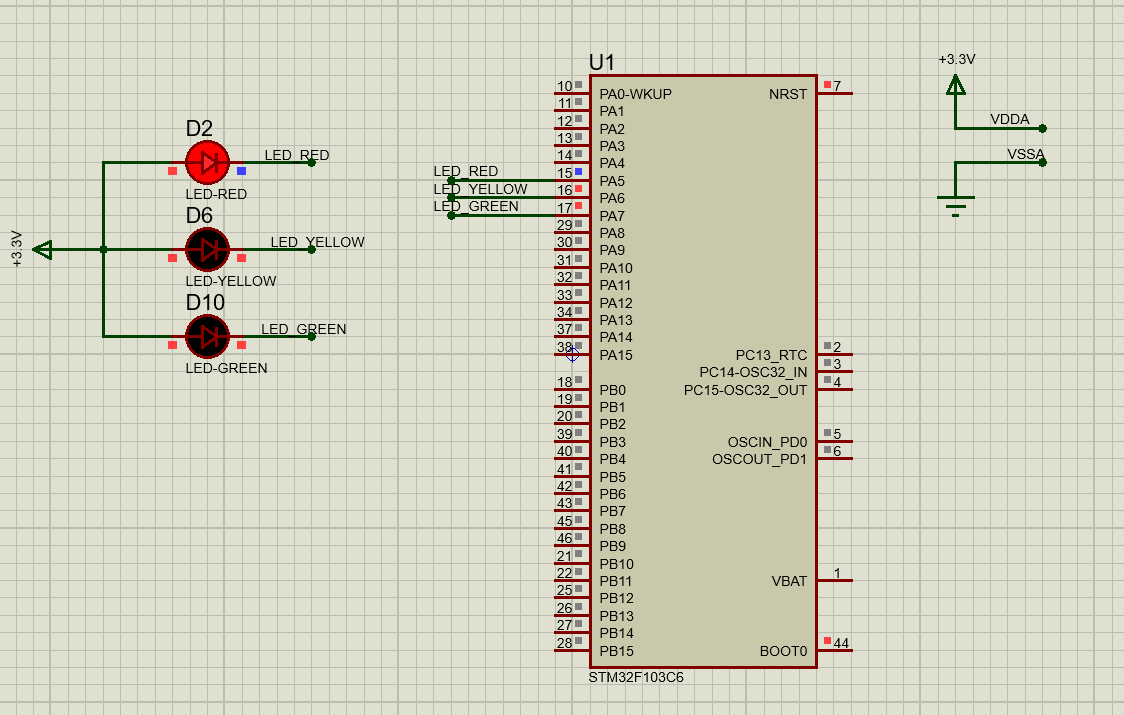 D2
LED_RED
LED-RED
D6
LED_YELLOW
LED-YELLOW
D10
LED_GREEN
LED-GREEN
+3.3V
LED_RED
LED_YELLOW
LED_GREEN
U1
10 PA0-WKUP
11 PA1
12 PA2
13 PA3
14 PA4
15 PA5
16 PA6
17 PA7
29 PA8
30 PA9
31 PA10
32 PA11
33 PA12
34 PA13
37 PA14
38 PA15
18 PB0
19 PB1
20 PB2
39 PB3
40 PB4
41 PB5
42 PB6
43 PB7
45 PB8
46 PB9
21 PB10
22 PB11
25 PB12
26 PB13
27 PB14
28 PB15
NRST 7
PC13_RTC 2
PC14-OSC32_IN 3
PC15-OSC32_OUT 4
OSCIN_PD0 5
OSCOUT_PD1 6
VBAT 1
BOOT0 44
STM32F103C6
+3.3V
VDDA
VSSA